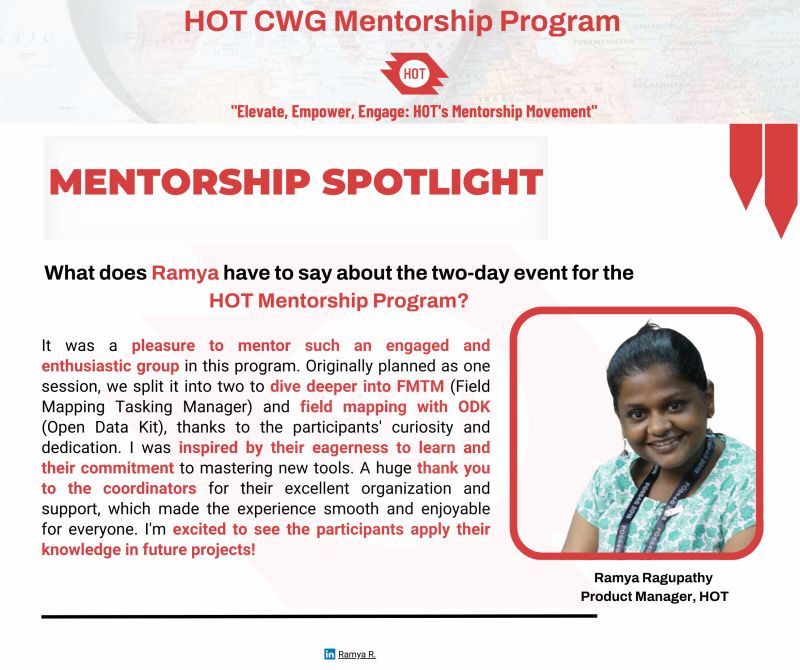 HOT CWG Mentorship Program
HOT
"Elevate, Empower, Engage: HOT's Mentorship Movement"
MENTORSHIP SPOTLIGHT
What does Ramya have to say about the two-day event for the
HOT Mentorship Program?
It was a pleasure to mentor such an engaged and
enthusiastic group in this program. Originally planned as one
session, we split it into two to dive deeper into FMTM (Field
Mapping Tasking Manager) and field mapping with ODK
(Open Data Kit), thanks to the participants' curiosity and
dedication. I was inspired by their eagerness to learn and
their commitment to mastering new tools. A huge thank you
to the coordinators for their excellent organization and
support, which made the experience smooth and enjoyable
for everyone. I'm excited to see the participants apply their
knowledge in future projects!
Ramya Ragupathy
Product Manager, HOT
in Ramya R.